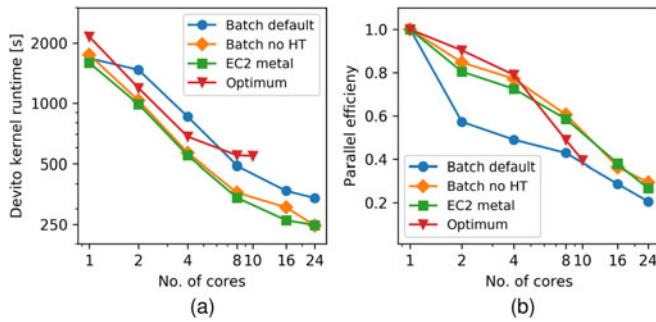 Devito kernel runtime [s]
2000
1000
500
250
Batch default
Batch no HT
EC2 metal
Optimum
1 2 4 8 10 16 24
No. of cores
(a)
Parallel efficieny
1.0
0.8
0.6
0.4
0.2
Batch default
Batch no HT
EC2 metal
Optimum
1 2 4 8 10 16 24
No. of cores
(b)